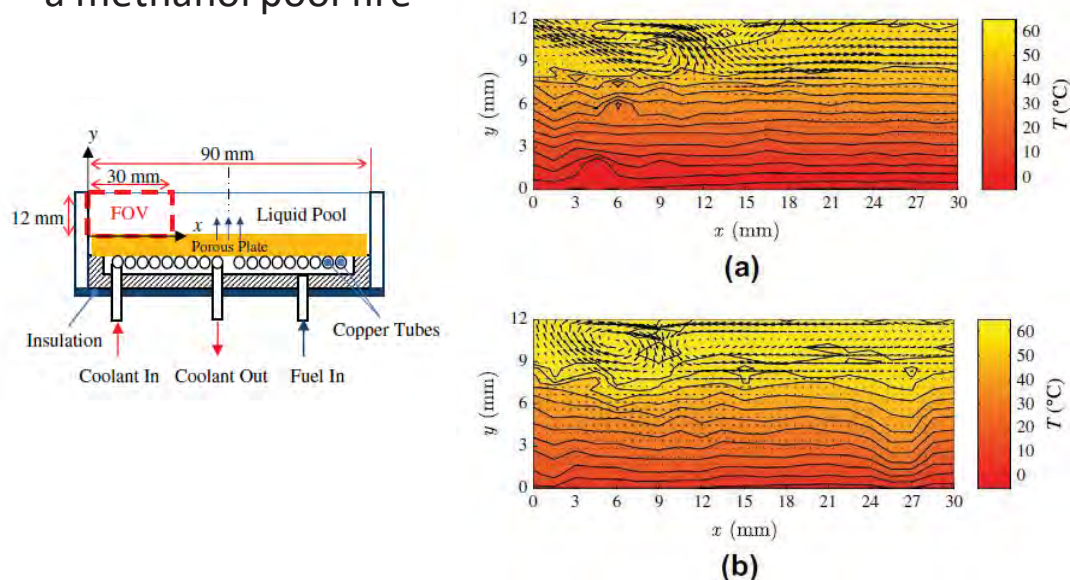 a methanol pool fire
y
90 mm
30 mm
12 mm
FOV
x
Liquid Pool
Porous Plate
Insulation
Copper Tubes
Coolant In Coolant Out Fuel In
12
9
6
3
0
y (mm)
0 3 6 9 12 15 18 21 24 27 30
x (mm)
60
50
40
30
20
10
0
T (°C)
(a)
12
9
6
3
0
y (mm)
0 3 6 9 12 15 18 21 24 27 30
x (mm)
60
50
40
30
20
10
0
T (°C)
(b)